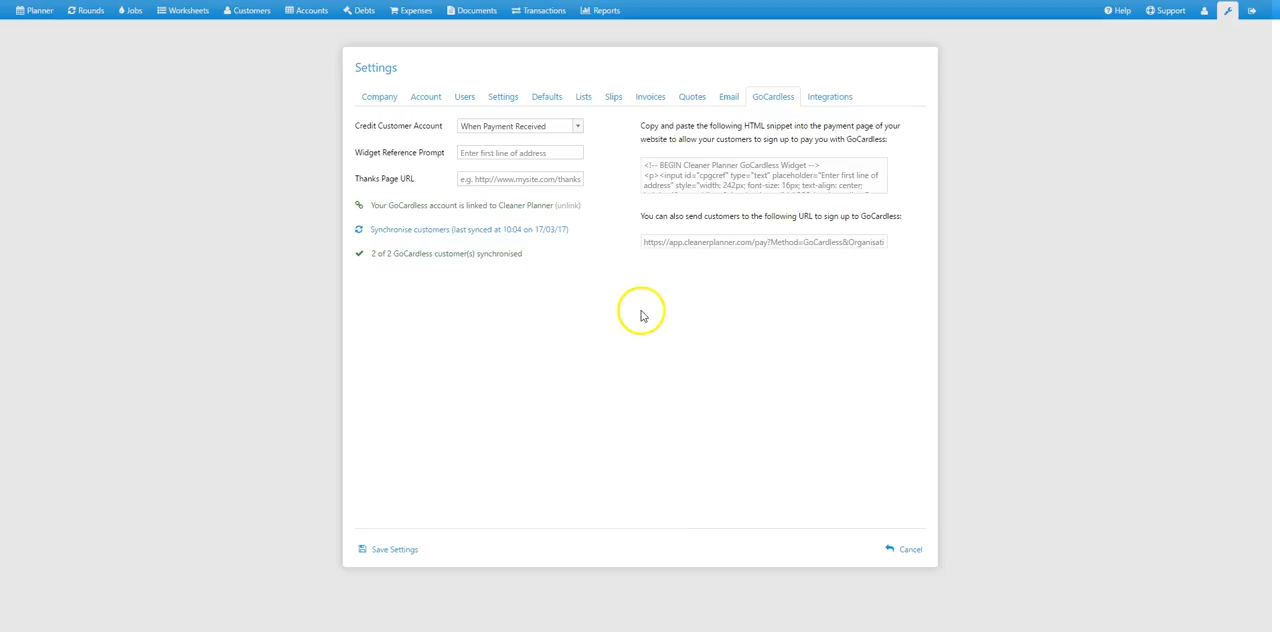 Planner Rounds Jobs Worksheets Customers Accounts Debts Expenses Documents Transactions Reports Help Support
Settings
Company Account Users Settings Defaults Lists Slips Invoices Quotes Email GoCardless Integrations
Credit Customer Account When Payment Received
Widget Reference Prompt Enter first line of address
Thanks Page URL e.g. http://www.mysite.com/thanks
Your GoCardless account is linked to Cleaner Planner (unlink)
Synchronise customers (last synced at 10:04 on 17/03/17)
2 of 2 GoCardless customer(s) synchronised
Copy and paste the following HTML snippet into the payment page of your
website to allow your customers to sign up to pay you with GoCardless:
<!-- BEGIN Cleaner Planner GoCardless Widget -->
<p><input id="cpgcref" type="text" placeholder="Enter first line of
address" style="width: 242px; font-size: 16px; text-align: center;
You can also send customers to the following URL to sign up to GoCardless:
https://app.cleanerplanner.com/pay?Method=GoCardless&Organisati
Save Settings Cancel